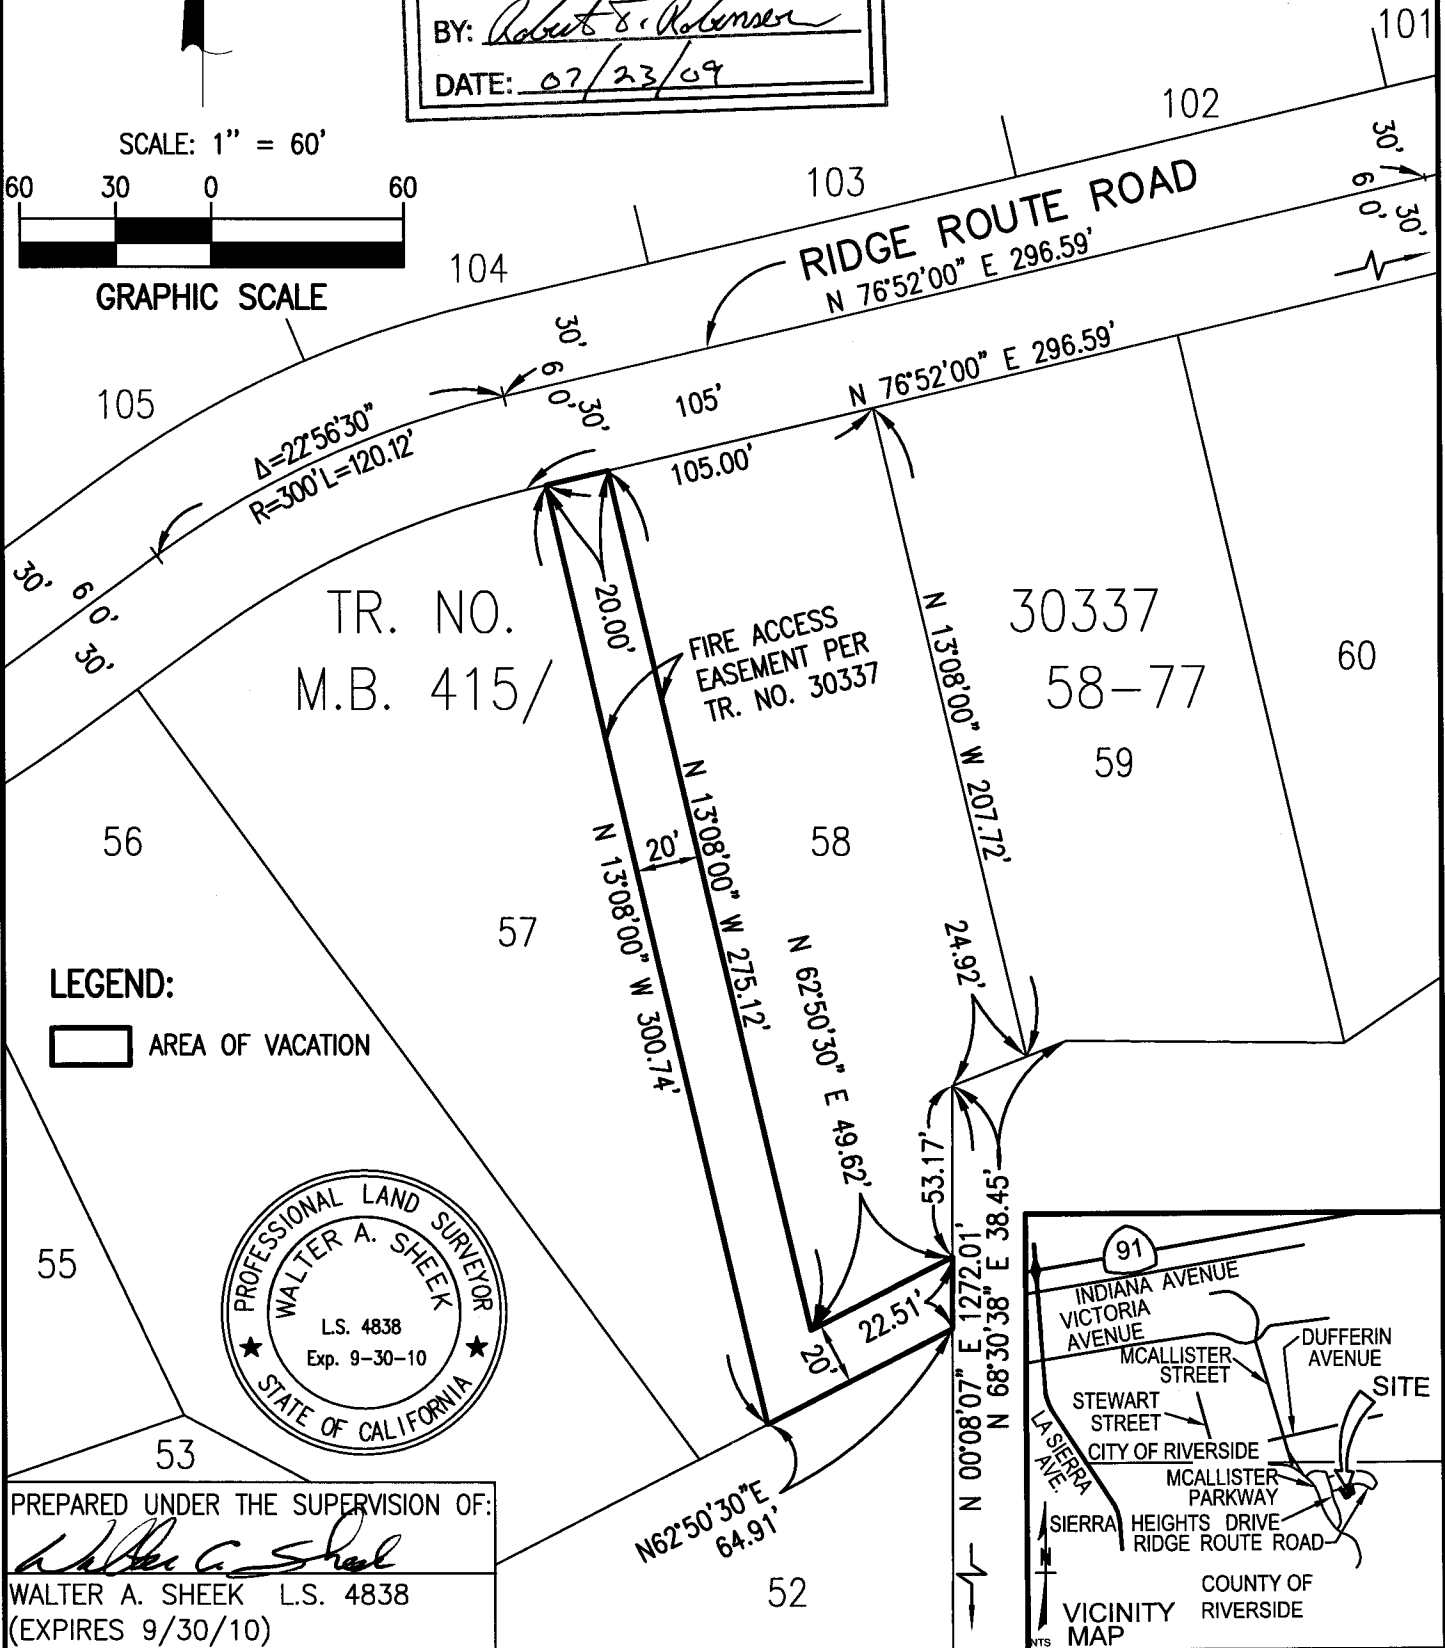 BY: Robert T. Robinson
DATE: 07/23/09
101
102
103
104
105
SCALE: 1" = 60'
60 30 0 60
GRAPHIC SCALE
RIDGE ROUTE ROAD
N 76°52'00" E 296.59'
N 76°52'00" E 296.59'
30'
60'
30'
30'
60'
30'
105'
105.00'
Δ=22°56'30"
R=300' L=120.12'
30'
60'
30'
TR. NO. 30337
M.B. 415/ 58-77
20.00'
FIRE ACCESS
EASEMENT PER
TR. NO. 30337
N 13°08'00" W 207.72'
60
59
58
57
56
55
53
52
N 13°08'00" W 275.12'
20'
N 13°08'00" W 300.74'
N 62°50'30" E 49.62'
24.92'
53.17'
22.51'
20'
N 00°08'07" E 1272.01'
N 68°30'38" E 38.45'
N62°50'30"E
64.91'
LEGEND:
AREA OF VACATION
PROFESSIONAL LAND SURVEYOR
WALTER A. SHEEK
L.S. 4838
Exp. 9-30-10
★ STATE OF CALIFORNIA ★
PREPARED UNDER THE SUPERVISION OF:
Walter A. Sheek
WALTER A. SHEEK L.S. 4838
(EXPIRES 9/30/10)
91
INDIANA AVENUE
VICTORIA
AVENUE
MCALLISTER
STREET
DUFFERIN
AVENUE
SITE
STEWART
STREET
LA SIERRA
AVE.
CITY OF RIVERSIDE
MCALLISTER
PARKWAY
SIERRA HEIGHTS DRIVE
RIDGE ROUTE ROAD
N
COUNTY OF
RIVERSIDE
NTS
VICINITY
MAP